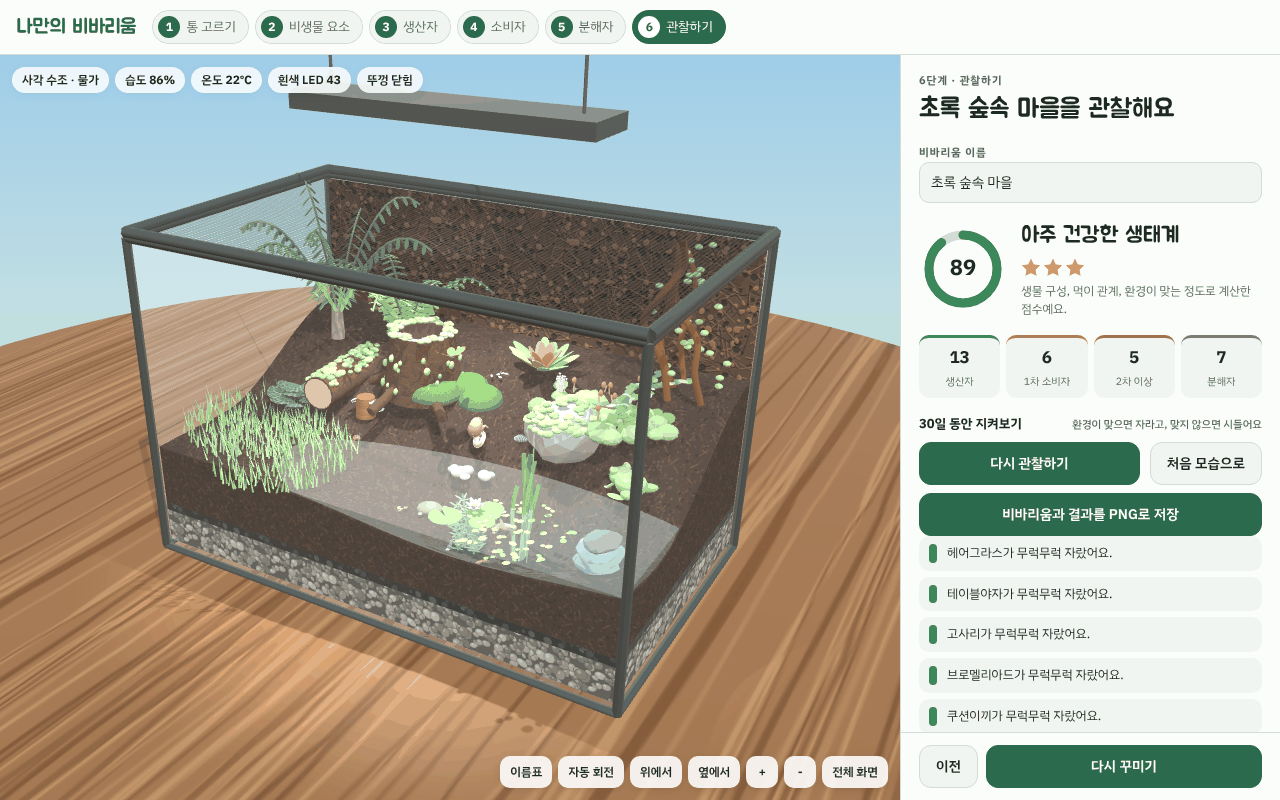 나만의 비바리움
1 통 고르기
2 비생물 요소
3 생산자
4 소비자
5 분해자
6 관찰하기
사각 수조 · 물가
습도 86%
온도 22°C
흰색 LED 43
뚜껑 닫힘
6단계 · 관찰하기
초록 숲속 마을을 관찰해요
비바리움 이름
초록 숲속 마을
89
아주 건강한 생태계
생물 구성, 먹이 관계, 환경이 맞는 정도로 계산한
점수예요.
13
생산자
6
1차 소비자
5
2차 이상
7
분해자
30일 동안 지켜보기
환경이 맞으면 자라고, 맞지 않으면 시들어요
다시 관찰하기
처음 모습으로
비바리움과 결과를 PNG로 저장
헤어그라스가 무럭무럭 자랐어요.
테이블야자가 무럭무럭 자랐어요.
고사리가 무럭무럭 자랐어요.
브로멜리아드가 무럭무럭 자랐어요.
쿠션이끼가 무럭무럭 자랐어요.
이름표
자동 회전
위에서
옆에서
+
-
전체 화면
이전
다시 꾸미기